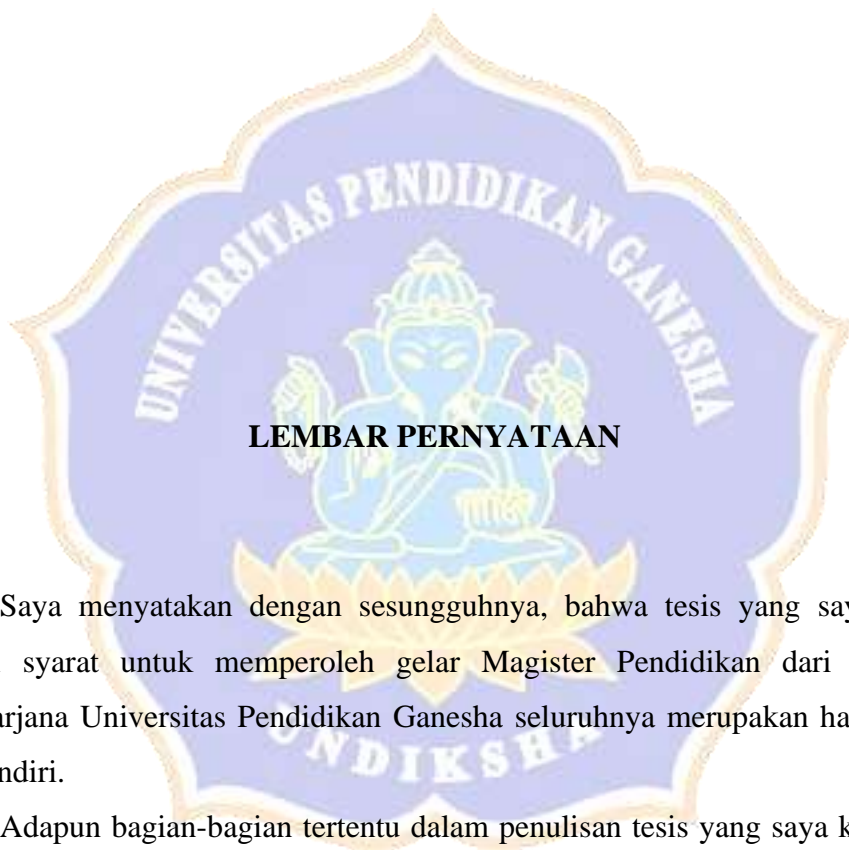 UNIVERSITAS PENDIDIKAN GANESHA
LEMBAR PERNYATAAN
Saya menyatakan dengan sesungguhnya, bahwa tesis yang say
syarat untuk memperoleh gelar Magister Pendidikan dari
arjana Universitas Pendidikan Ganesha seluruhnya merupakan ha
ndiri.
UNDIKSHA
Adapun bagian-bagian tertentu dalam penulisan tesis yang saya k